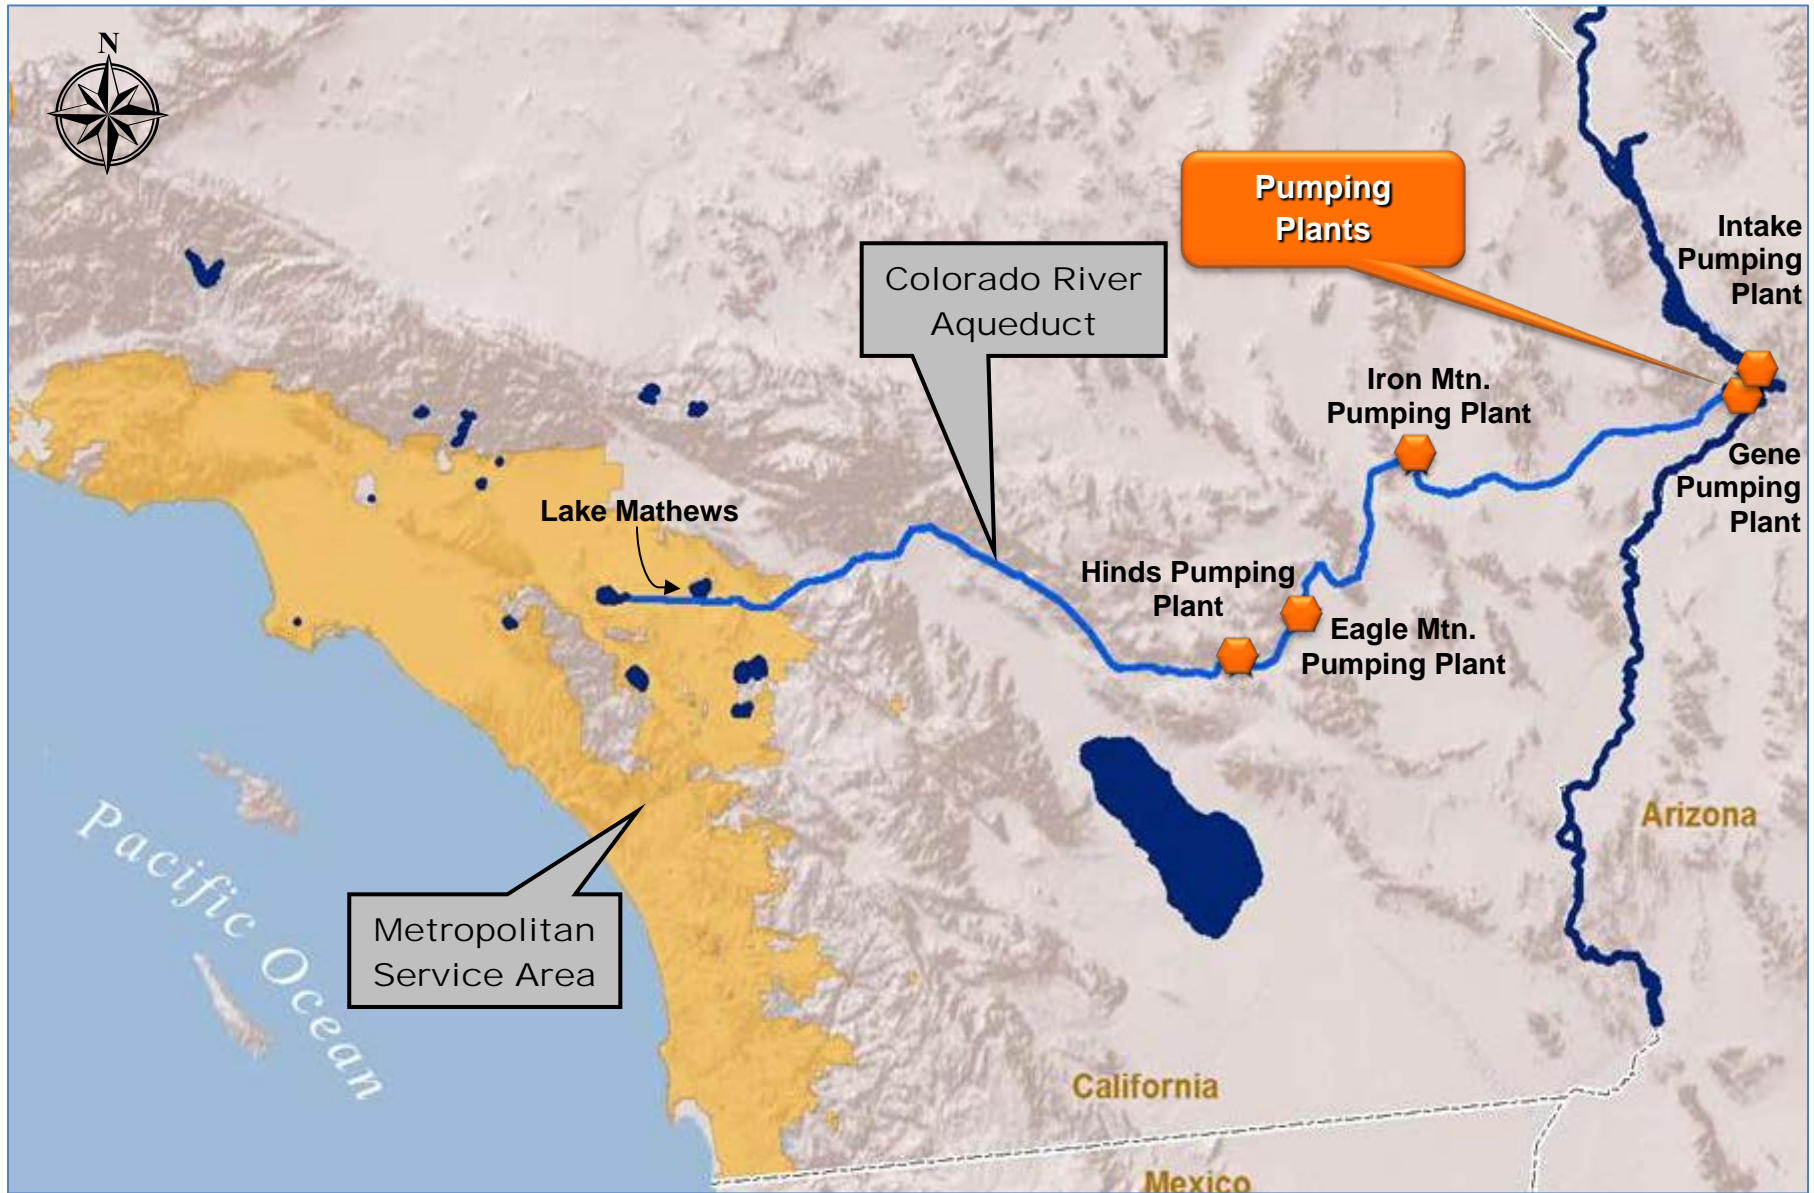 N
Pumping
Plants
Intake
Pumping
Plant
Colorado River
Aqueduct
Iron Mtn.
Pumping Plant
Gene
Pumping
Plant
Lake Mathews
Hinds Pumping
Plant
Eagle Mtn.
Pumping Plant
Arizona
Pacific Ocean
Metropolitan
Service Area
California
Mexico